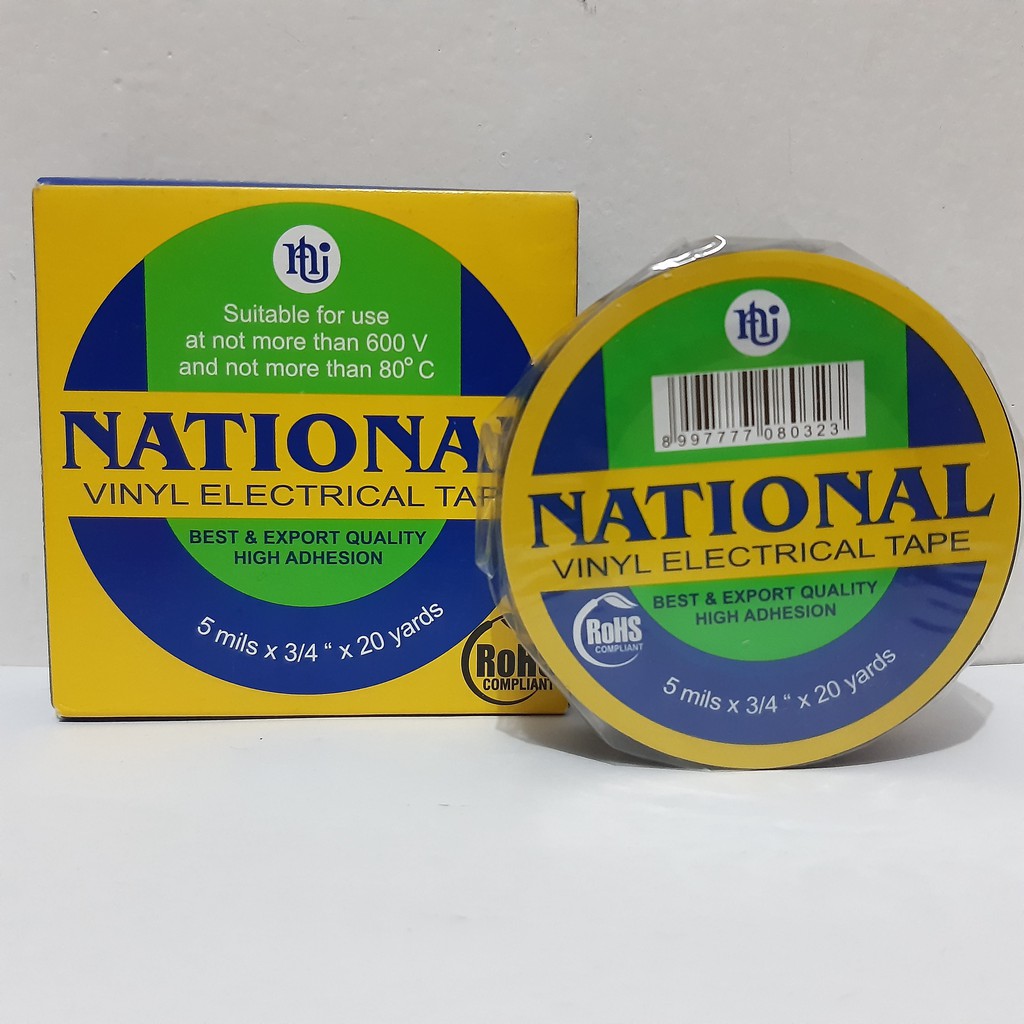 Suitable for use
at not more than 600 V
and not more than 80° C
NATIONA
VINYL ELECTRICAL TAP
BEST & EXPORT QUALITY
HIGH ADHESION
5 mils x 3/4 “ x 20 yards
RoHS
COMPLIANT
8 997777 080323
NATIONAL
VINYL ELECTRICAL TAPE
BEST & EXPORT QUALITY
HIGH ADHESION
RoHS
COMPLIANT
5 mils x 3/4 “ x 20 yards